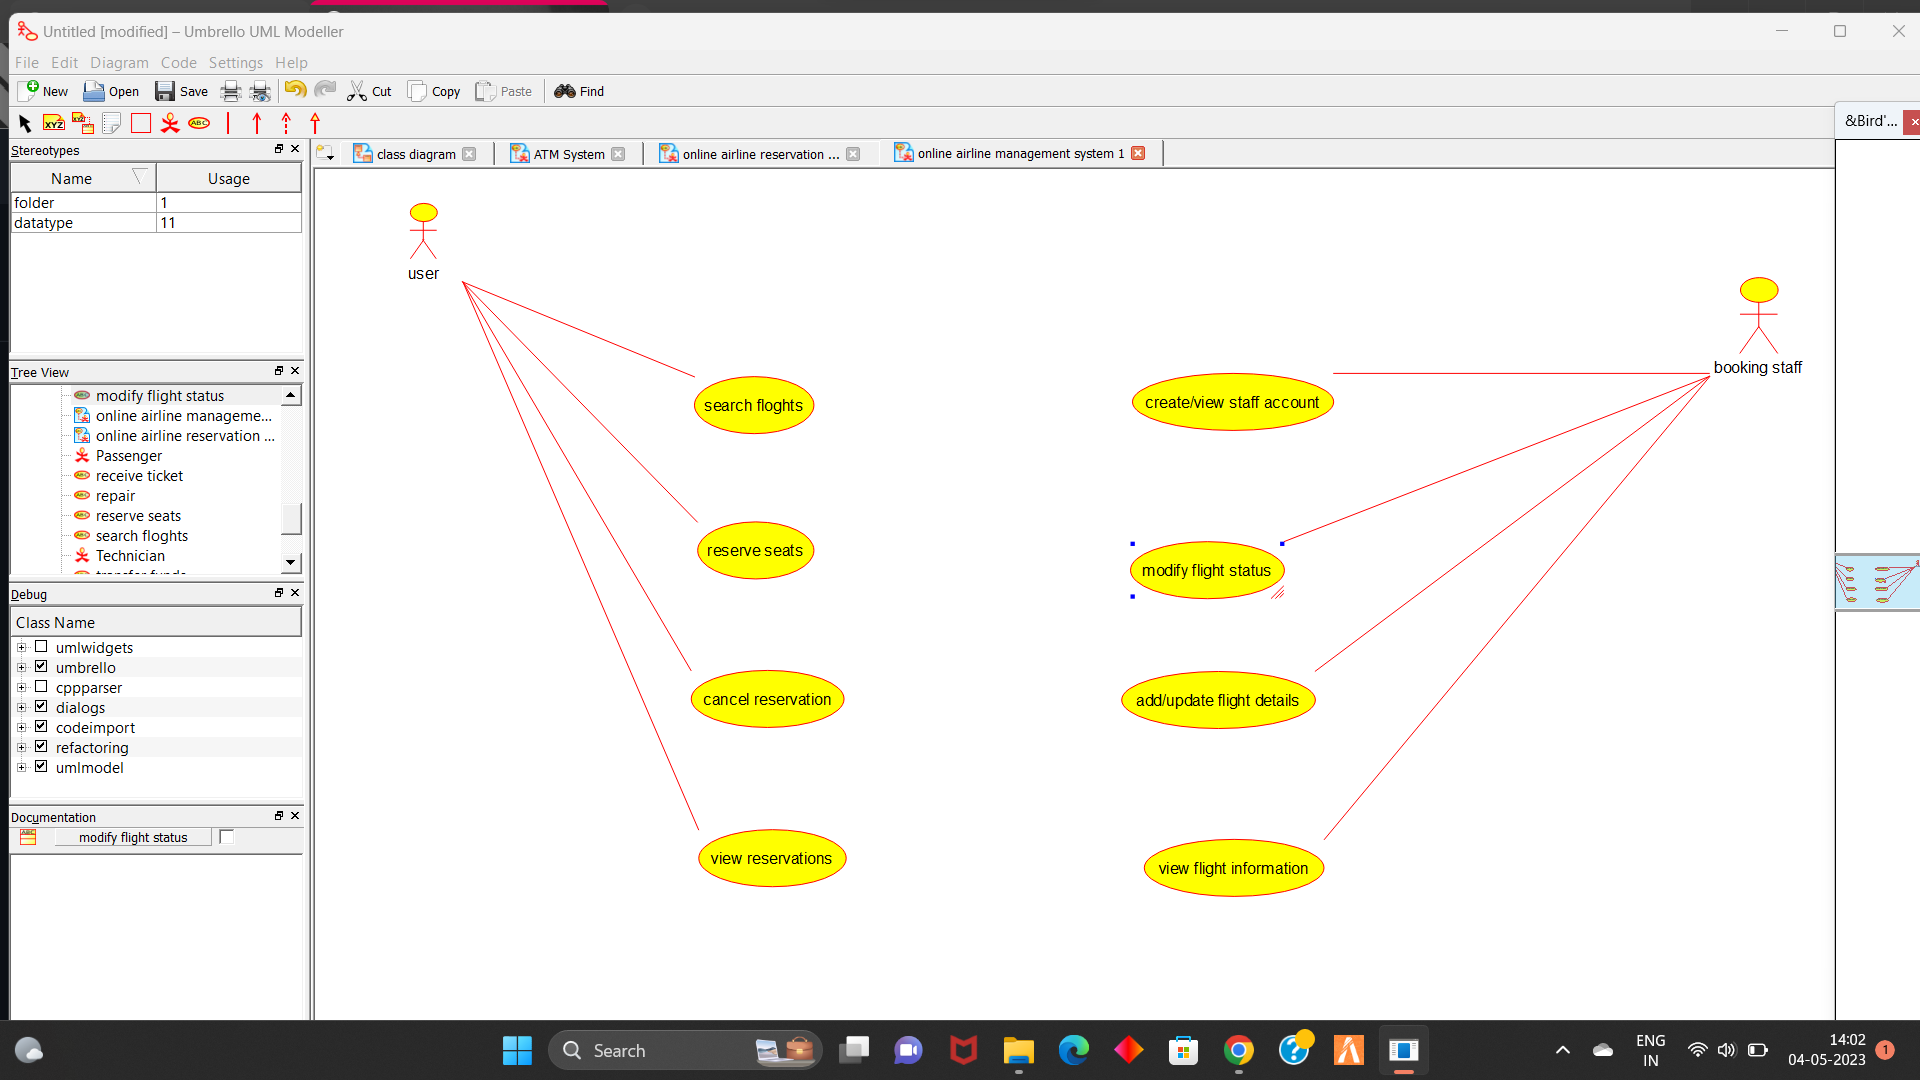 Untitled [modified] – Umbrello UML Modeller
File Edit Diagram Code Settings Help
New Open Save Cut Copy Paste Find
XYZ ABC
&Bird'...
Stereotypes
class diagram ATM System online airline reservation ... online airline management system 1
Name Usage
folder 1
datatype 11
user
booking staff
Tree View
modify flight status
online airline manageme...
online airline reservation ...
Passenger
receive ticket
repair
reserve seats
search floghts
Technician
search floghts
create/view staff account
reserve seats
modify flight status
cancel reservation
add/update flight details
view reservations
view flight information
Debug
Class Name
umlwidgets
umbrello
cppparser
dialogs
codeimport
refactoring
umlmodel
Documentation
modify flight status
Search
ENG
IN
14:02
04-05-2023
1